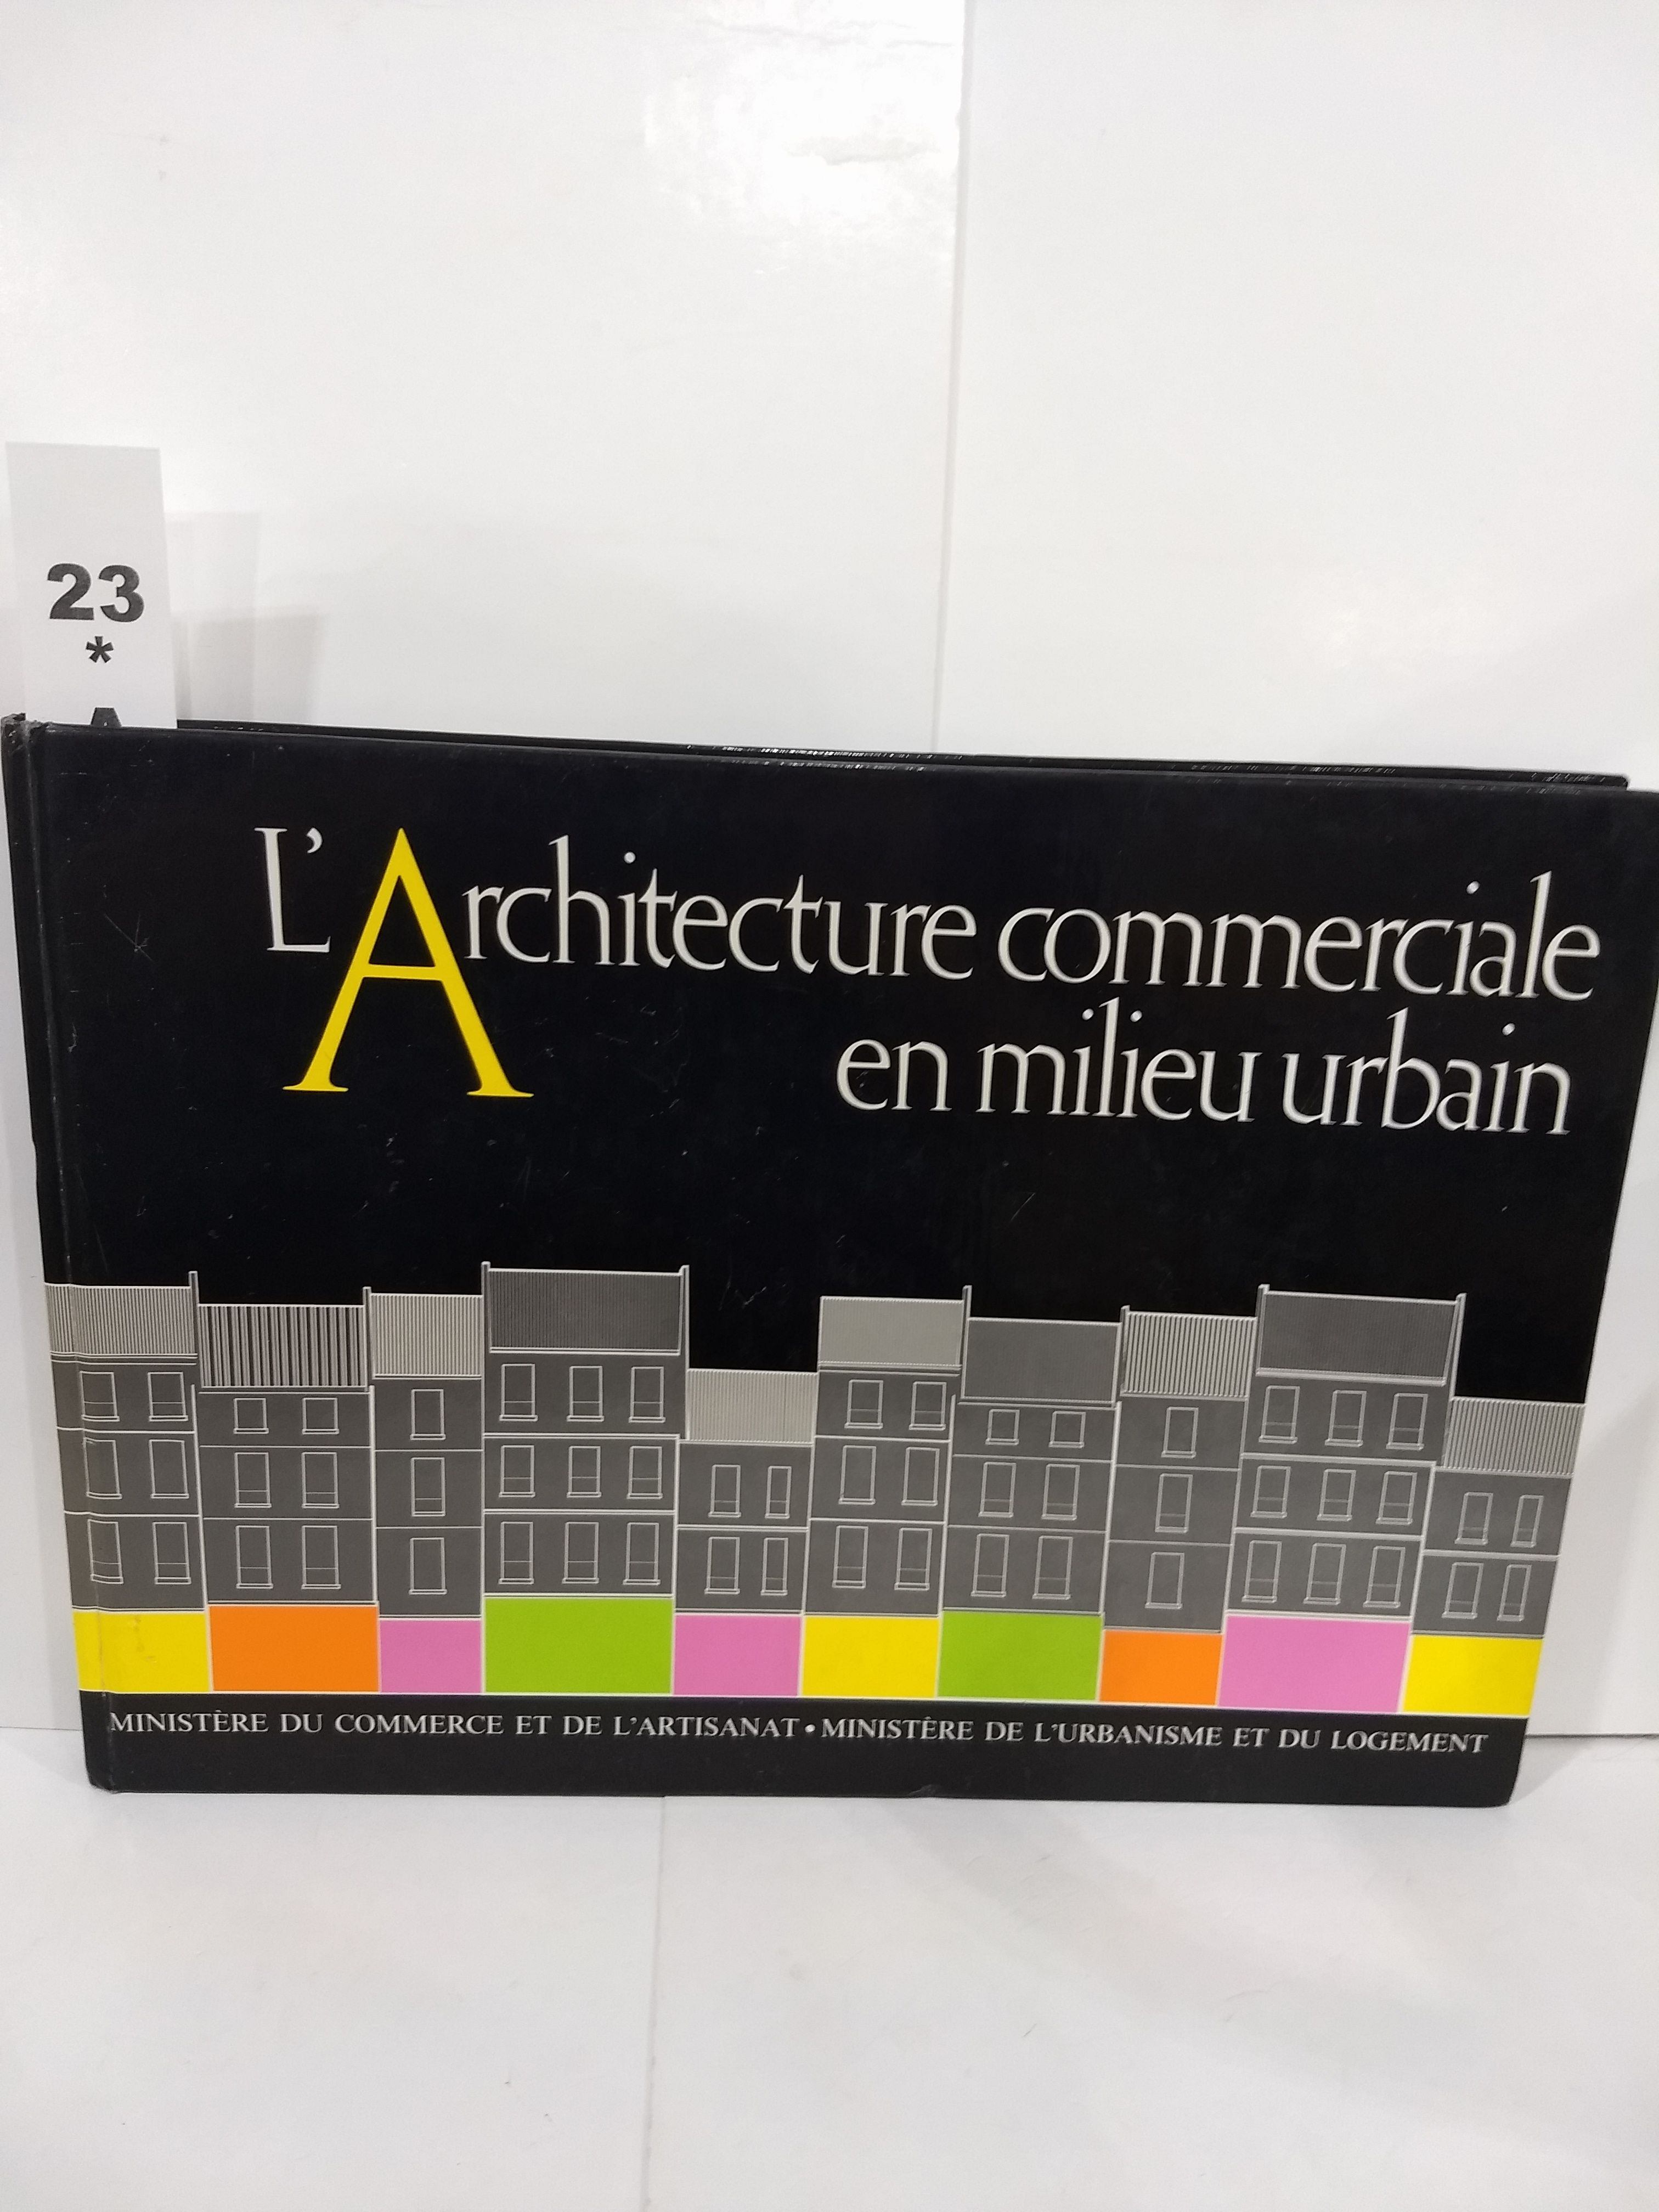 23
*
A
L'Architecture commerciale
en milieu urbain
MINISTÈRE DU COMMERCE ET DE L'ARTISANAT • MINISTÈRE DE L'URBANISME ET DU LOGEMENT